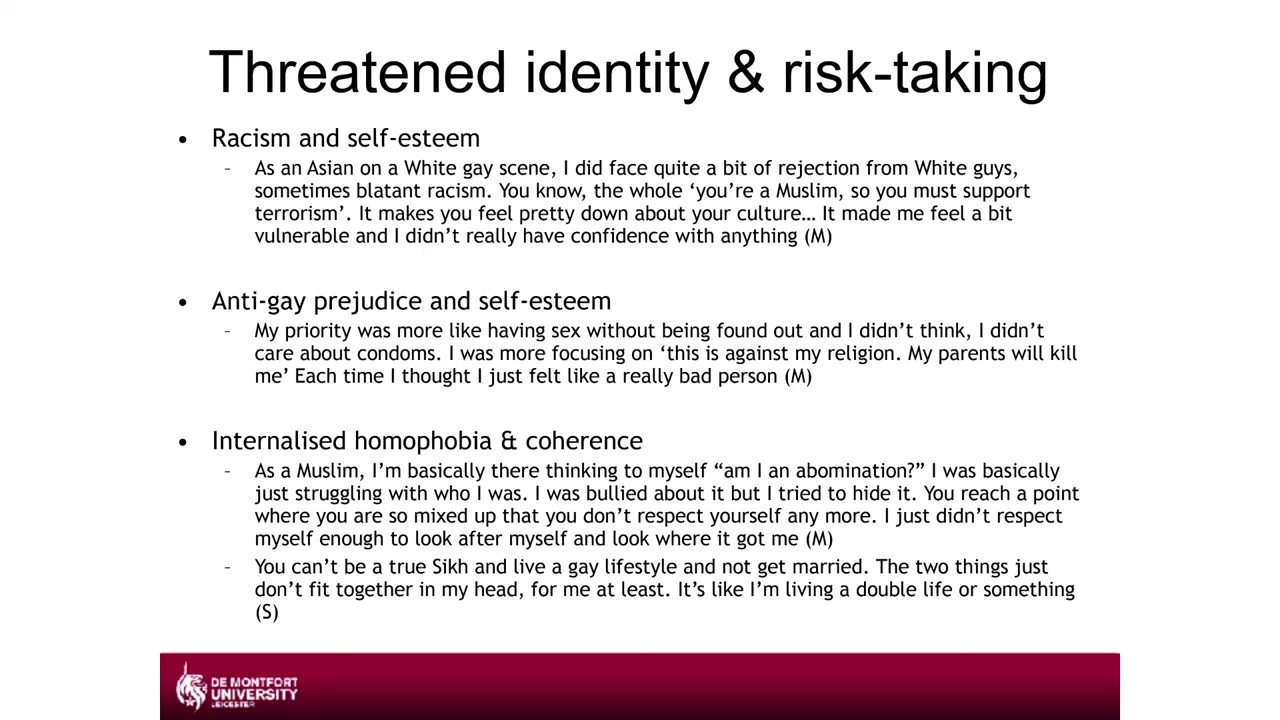 Threatened identity & risk-taking
• Racism and self-esteem
– As an Asian on a White gay scene, I did face quite a bit of rejection from White guys,
sometimes blatant racism. You know, the whole ‘you’re a Muslim, so you must support
terrorism’. It makes you feel pretty down about your culture… It made me feel a bit
vulnerable and I didn’t really have confidence with anything (M)
• Anti-gay prejudice and self-esteem
– My priority was more like having sex without being found out and I didn’t think, I didn’t
care about condoms. I was more focusing on ‘this is against my religion. My parents will kill
me’ Each time I thought I just felt like a really bad person (M)
• Internalised homophobia & coherence
– As a Muslim, I’m basically there thinking to myself “am I an abomination?” I was basically
just struggling with who I was. I was bullied about it but I tried to hide it. You reach a point
where you are so mixed up that you don’t respect yourself any more. I just didn’t respect
myself enough to look after myself and look where it got me (M)
– You can’t be a true Sikh and live a gay lifestyle and not get married. The two things just
don’t fit together in my head, for me at least. It’s like I’m living a double life or something
(S)
DE MONTFORT
UNIVERSITY
LEICESTER